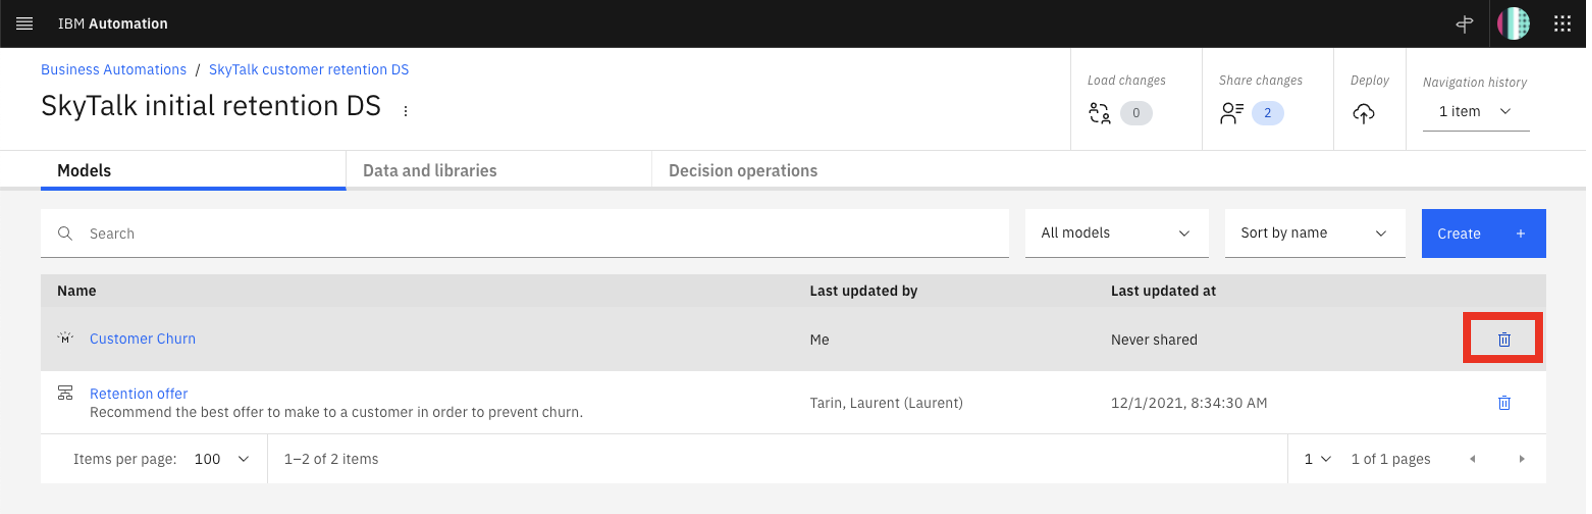 IBM Automation
Business Automations / SkyTalk customer retention DS
SkyTalk initial retention DS
Load changes
0
Share changes
2
Deploy
Navigation history
1 item
Models
Data and libraries
Decision operations
Search
All models
Sort by name
Create +
Name Last updated by Last updated at
M Customer Churn Me Never shared
Retention offer
Recommend the best offer to make to a customer in order to prevent churn.
Tarin, Laurent (Laurent) 12/1/2021, 8:34:30 AM
Items per page: 100 1–2 of 2 items 1 1 of 1 pages